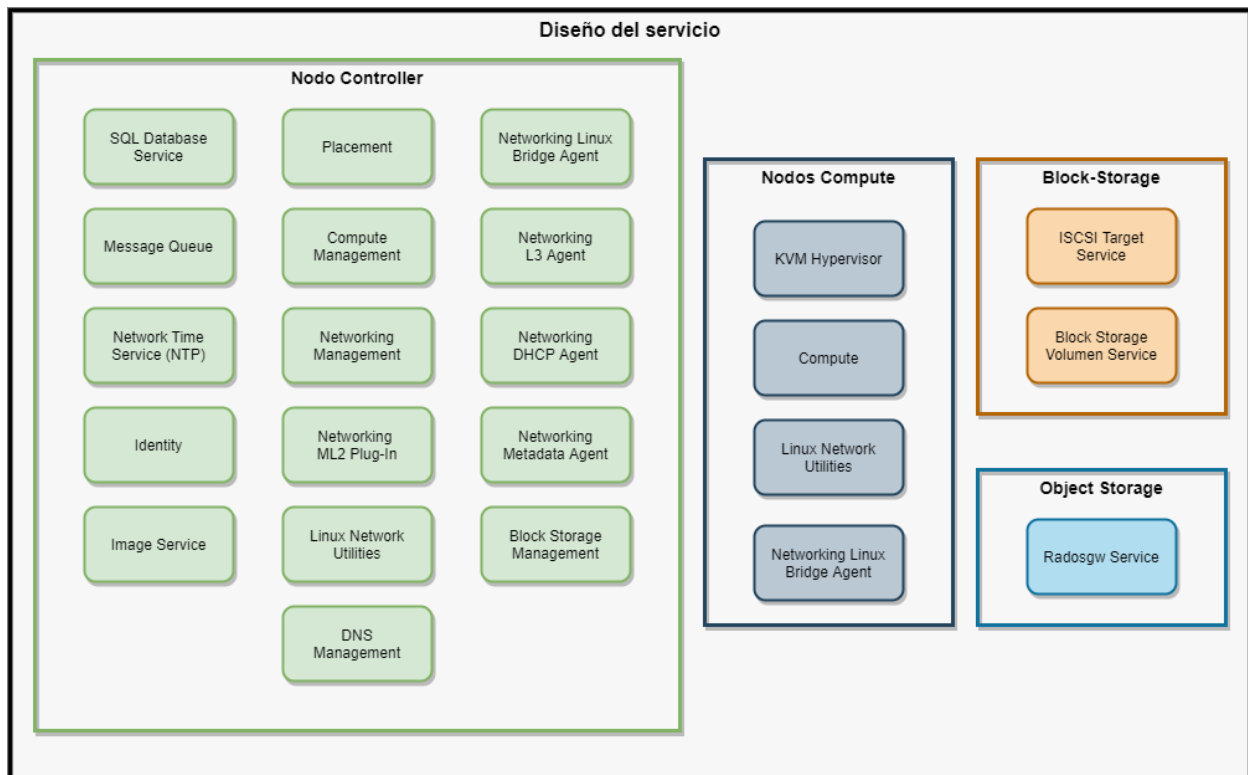 Diseño del servicio
Nodo Controller
SQL Database
Service
Placement
Networking Linux
Bridge Agent
Message Queue
Compute
Management
Networking
L3 Agent
Network Time
Service (NTP)
Networking
Management
Networking
DHCP Agent
Identity
Networking
ML2 Plug-In
Networking
Metadata Agent
Image Service
Linux Network
Utilities
Block Storage
Management
DNS
Management
Nodos Compute
KVM Hypervisor
Compute
Linux Network
Utilities
Networking Linux
Bridge Agent
Block-Storage
ISCSI Target
Service
Block Storage
Volumen Service
Object Storage
Radosgw Service